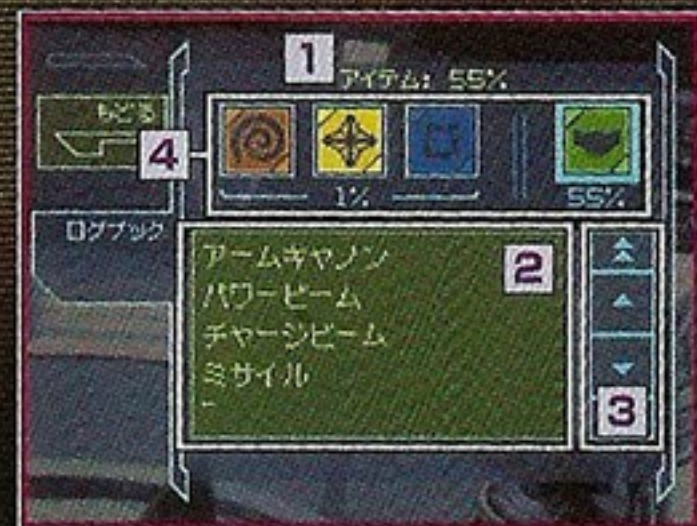 1
アイテム: 55%
もどる
4
1%
55%
ログブック
アームキャノン
2
パワービーム
チャージビーム
ミサイル
-
3